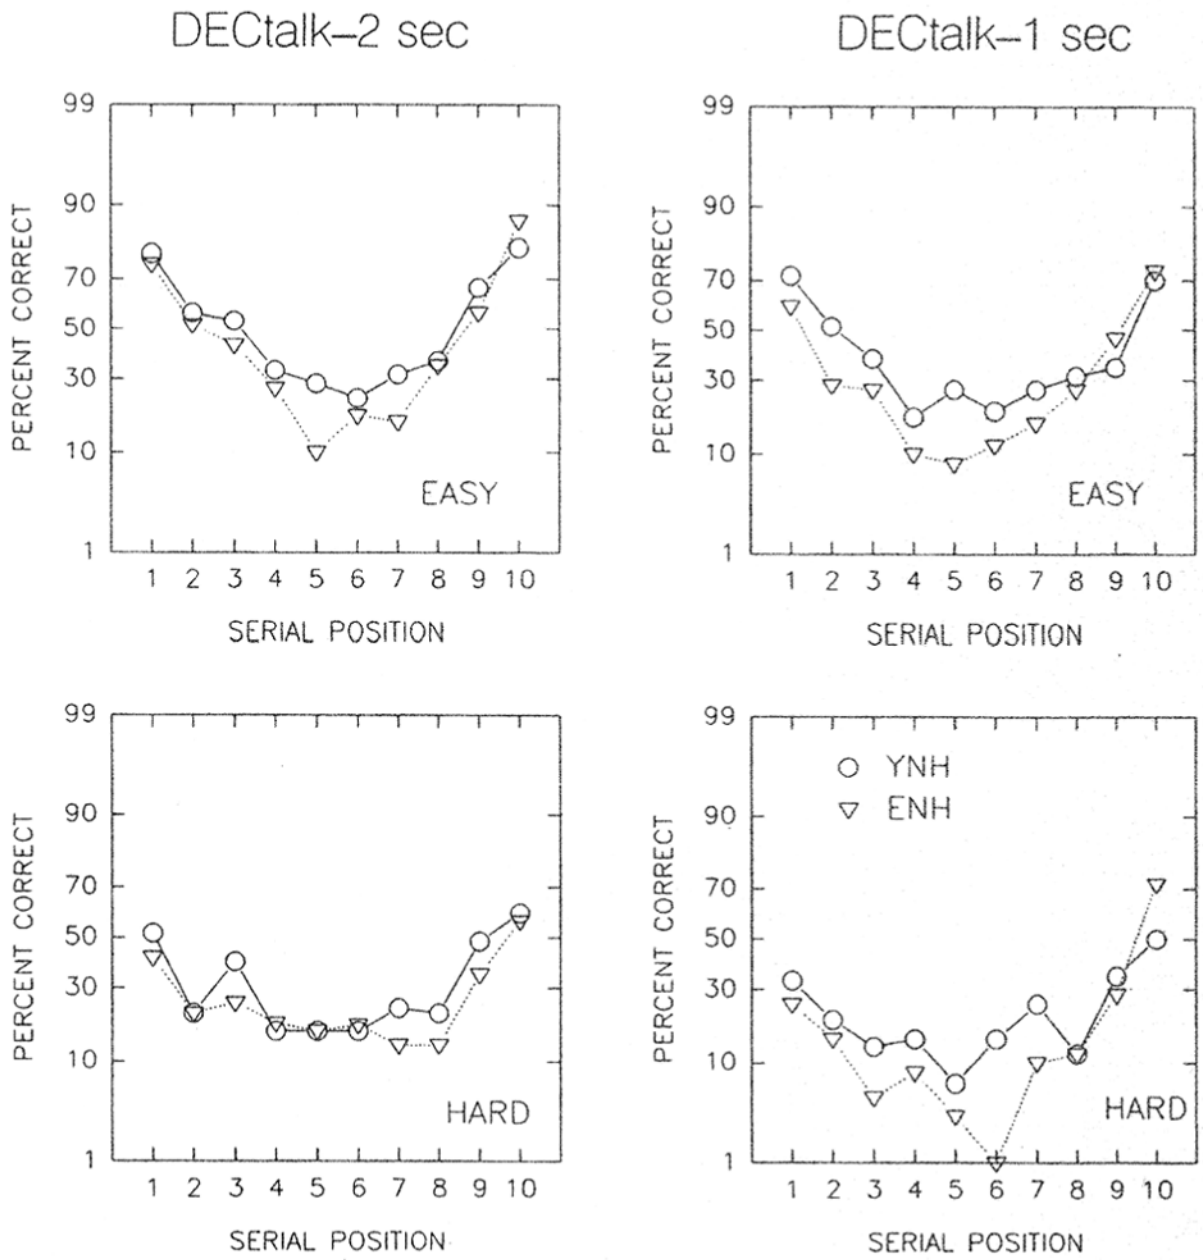 DECtalk–2 sec
DECtalk–1 sec
PERCENT CORRECT
99
90
70
50
30
10
1
EASY
1 2 3 4 5 6 7 8 9 10
SERIAL POSITION
PERCENT CORRECT
99
90
70
50
30
10
1
EASY
1 2 3 4 5 6 7 8 9 10
SERIAL POSITION
PERCENT CORRECT
99
90
70
50
30
10
1
HARD
1 2 3 4 5 6 7 8 9 10
SERIAL POSITION
PERCENT CORRECT
99
90
70
50
30
10
1
YNH
ENH
HARD
1 2 3 4 5 6 7 8 9 10
SERIAL POSITION